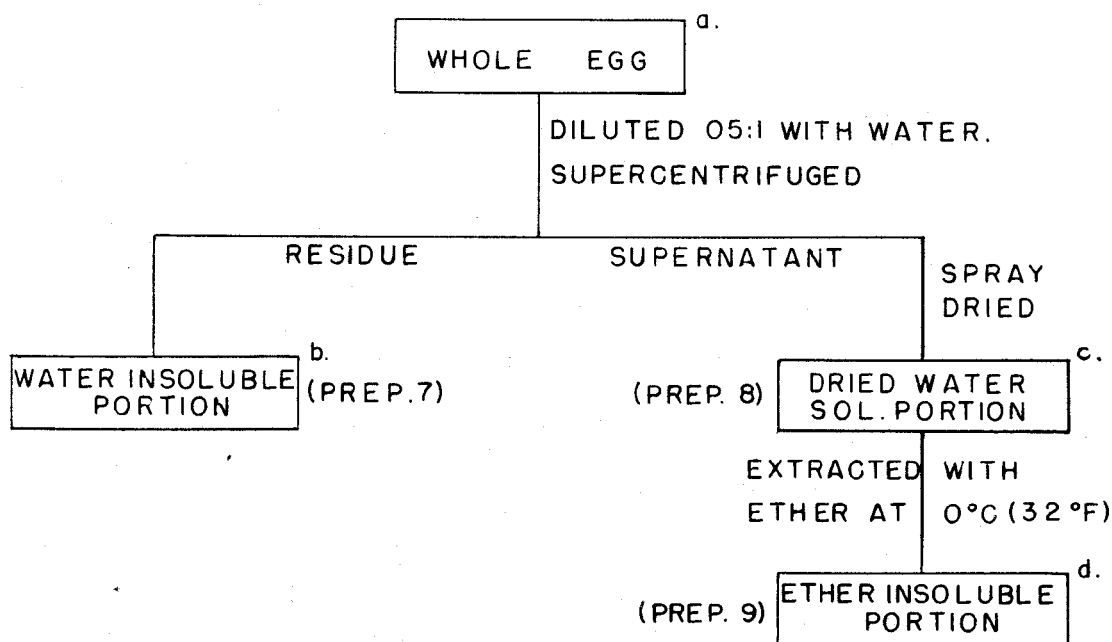 a.
WHOLE EGG
DILUTED 05:1 WITH WATER.
SUPERCENTRIFUGED
RESIDUE
SUPERNATANT
SPRAY
DRIED
b.
WATER INSOLUBLE
PORTION
(PREP.7)
c.
(PREP. 8)
DRIED WATER
SOL. PORTION
EXTRACTED WITH
ETHER AT 0°C (32°F)
d.
(PREP. 9)
ETHER INSOLUBLE
PORTION